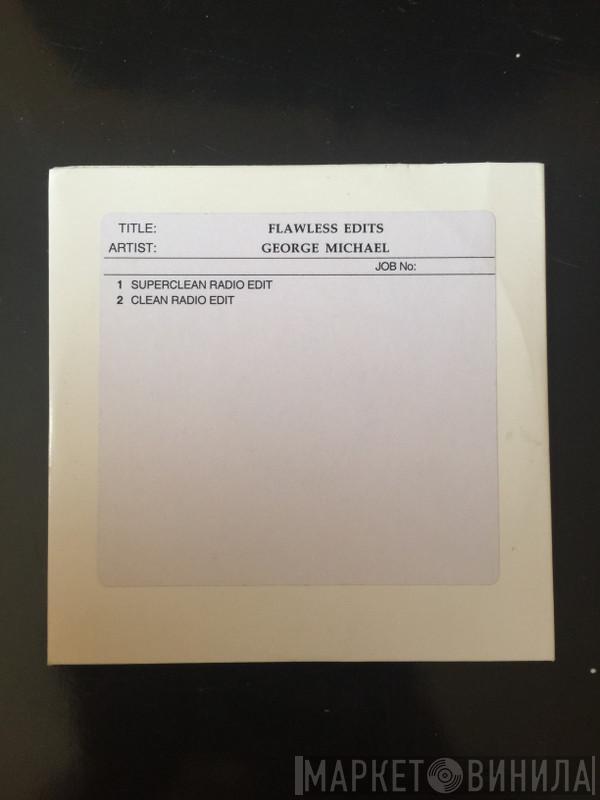 TITLE: FLAWLESS EDITS
ARTIST: GEORGE MICHAEL
JOB No:
1 SUPERCLEAN RADIO EDIT
2 CLEAN RADIO EDIT
МАРКЕТ ВИНИЛА